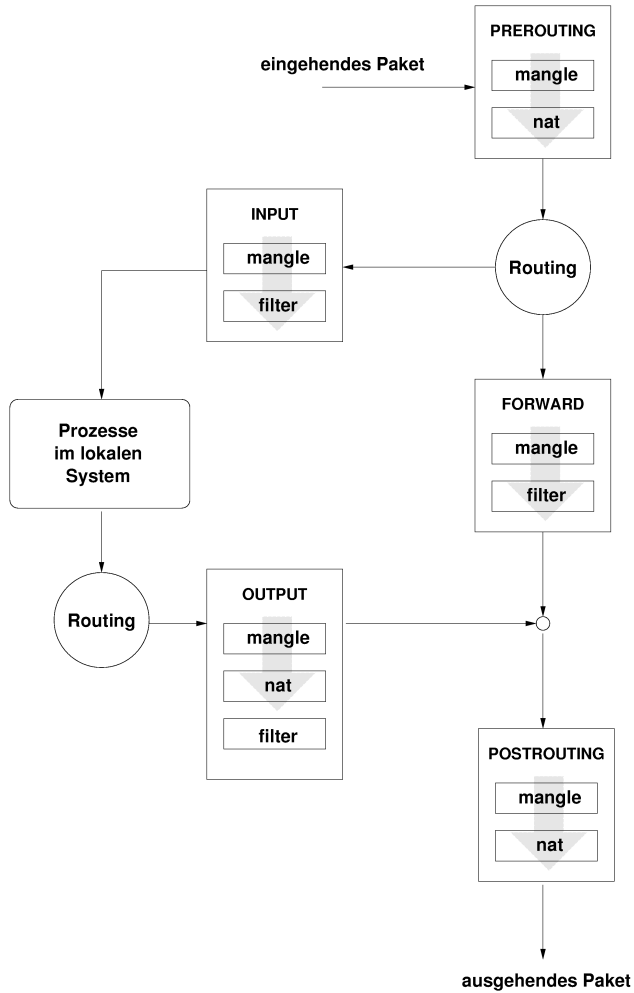 PREROUTING
eingehendes Paket
mangle
nat
INPUT
mangle
filter
Routing
Prozesse
im lokalen
System
FORWARD
mangle
filter
Routing
OUTPUT
mangle
nat
filter
POSTROUTING
mangle
nat
ausgehendes Paket